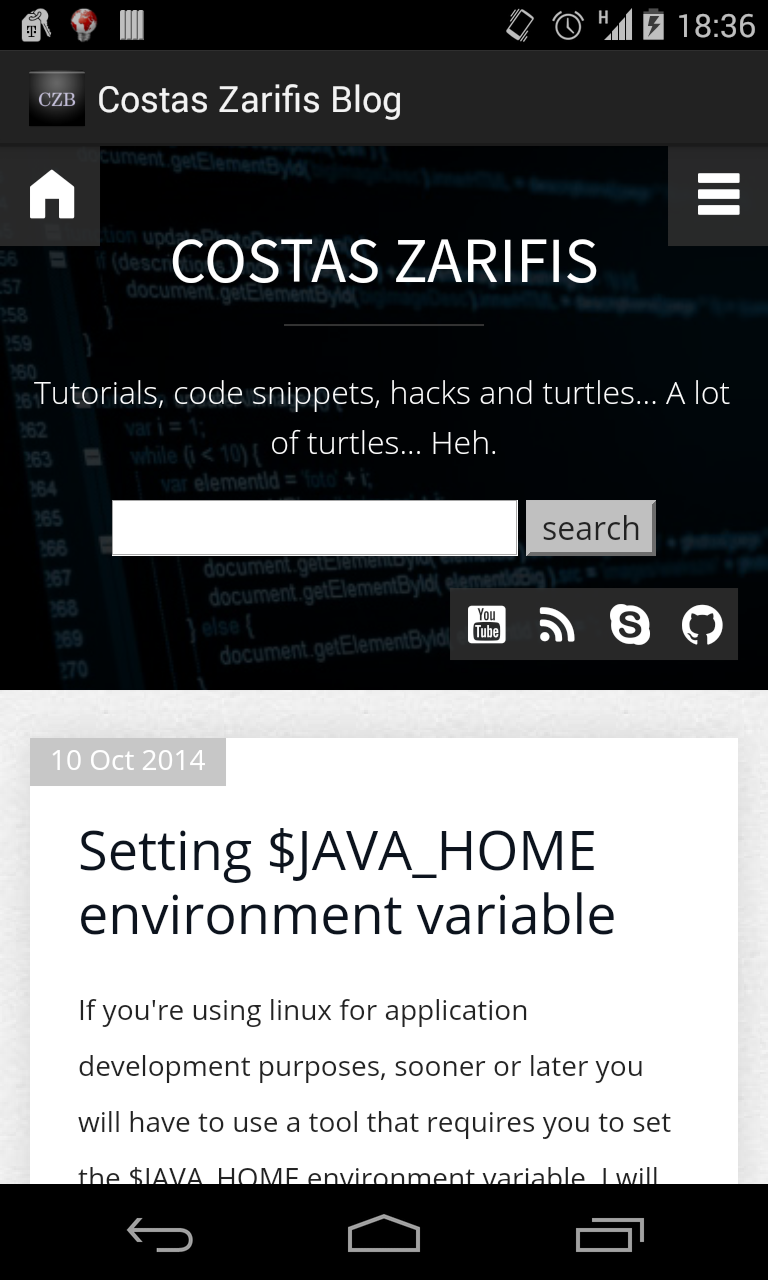 H 18:36
CZB Costas Zarifis Blog
COSTAS ZARIFIS
Tutorials, code snippets, hacks and turtles... A lot
of turtles... Heh.
search
You
Tube
10 Oct 2014
Setting $JAVA_HOME
environment variable
If you're using linux for application
development purposes, sooner or later you
will have to use a tool that requires you to set
the $JAVA_HOME environment variable. I will